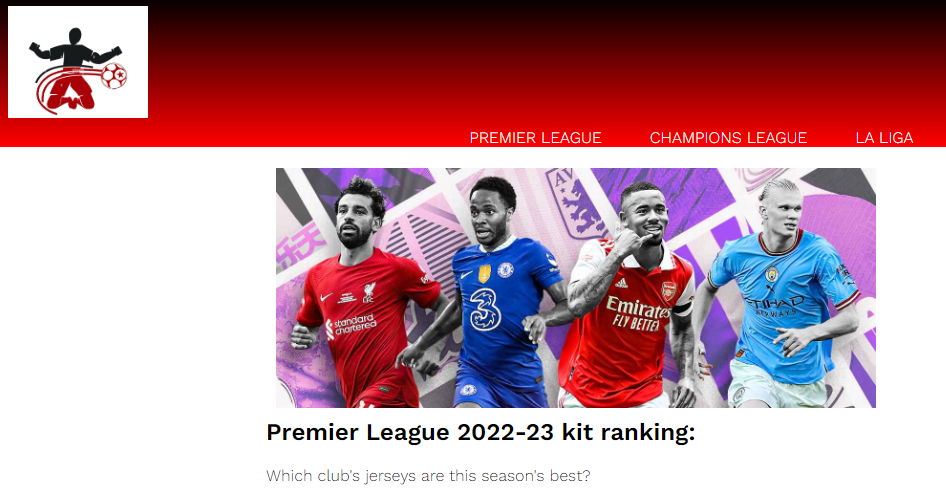 PREMIER LEAGUE CHAMPIONS LEAGUE LA LIGA
AV
standard
chartered
3
Emirates
FLY BETTER
ETIHAD
AIRWAYS
Premier League 2022-23 kit ranking:
Which club's jerseys are this season's best?